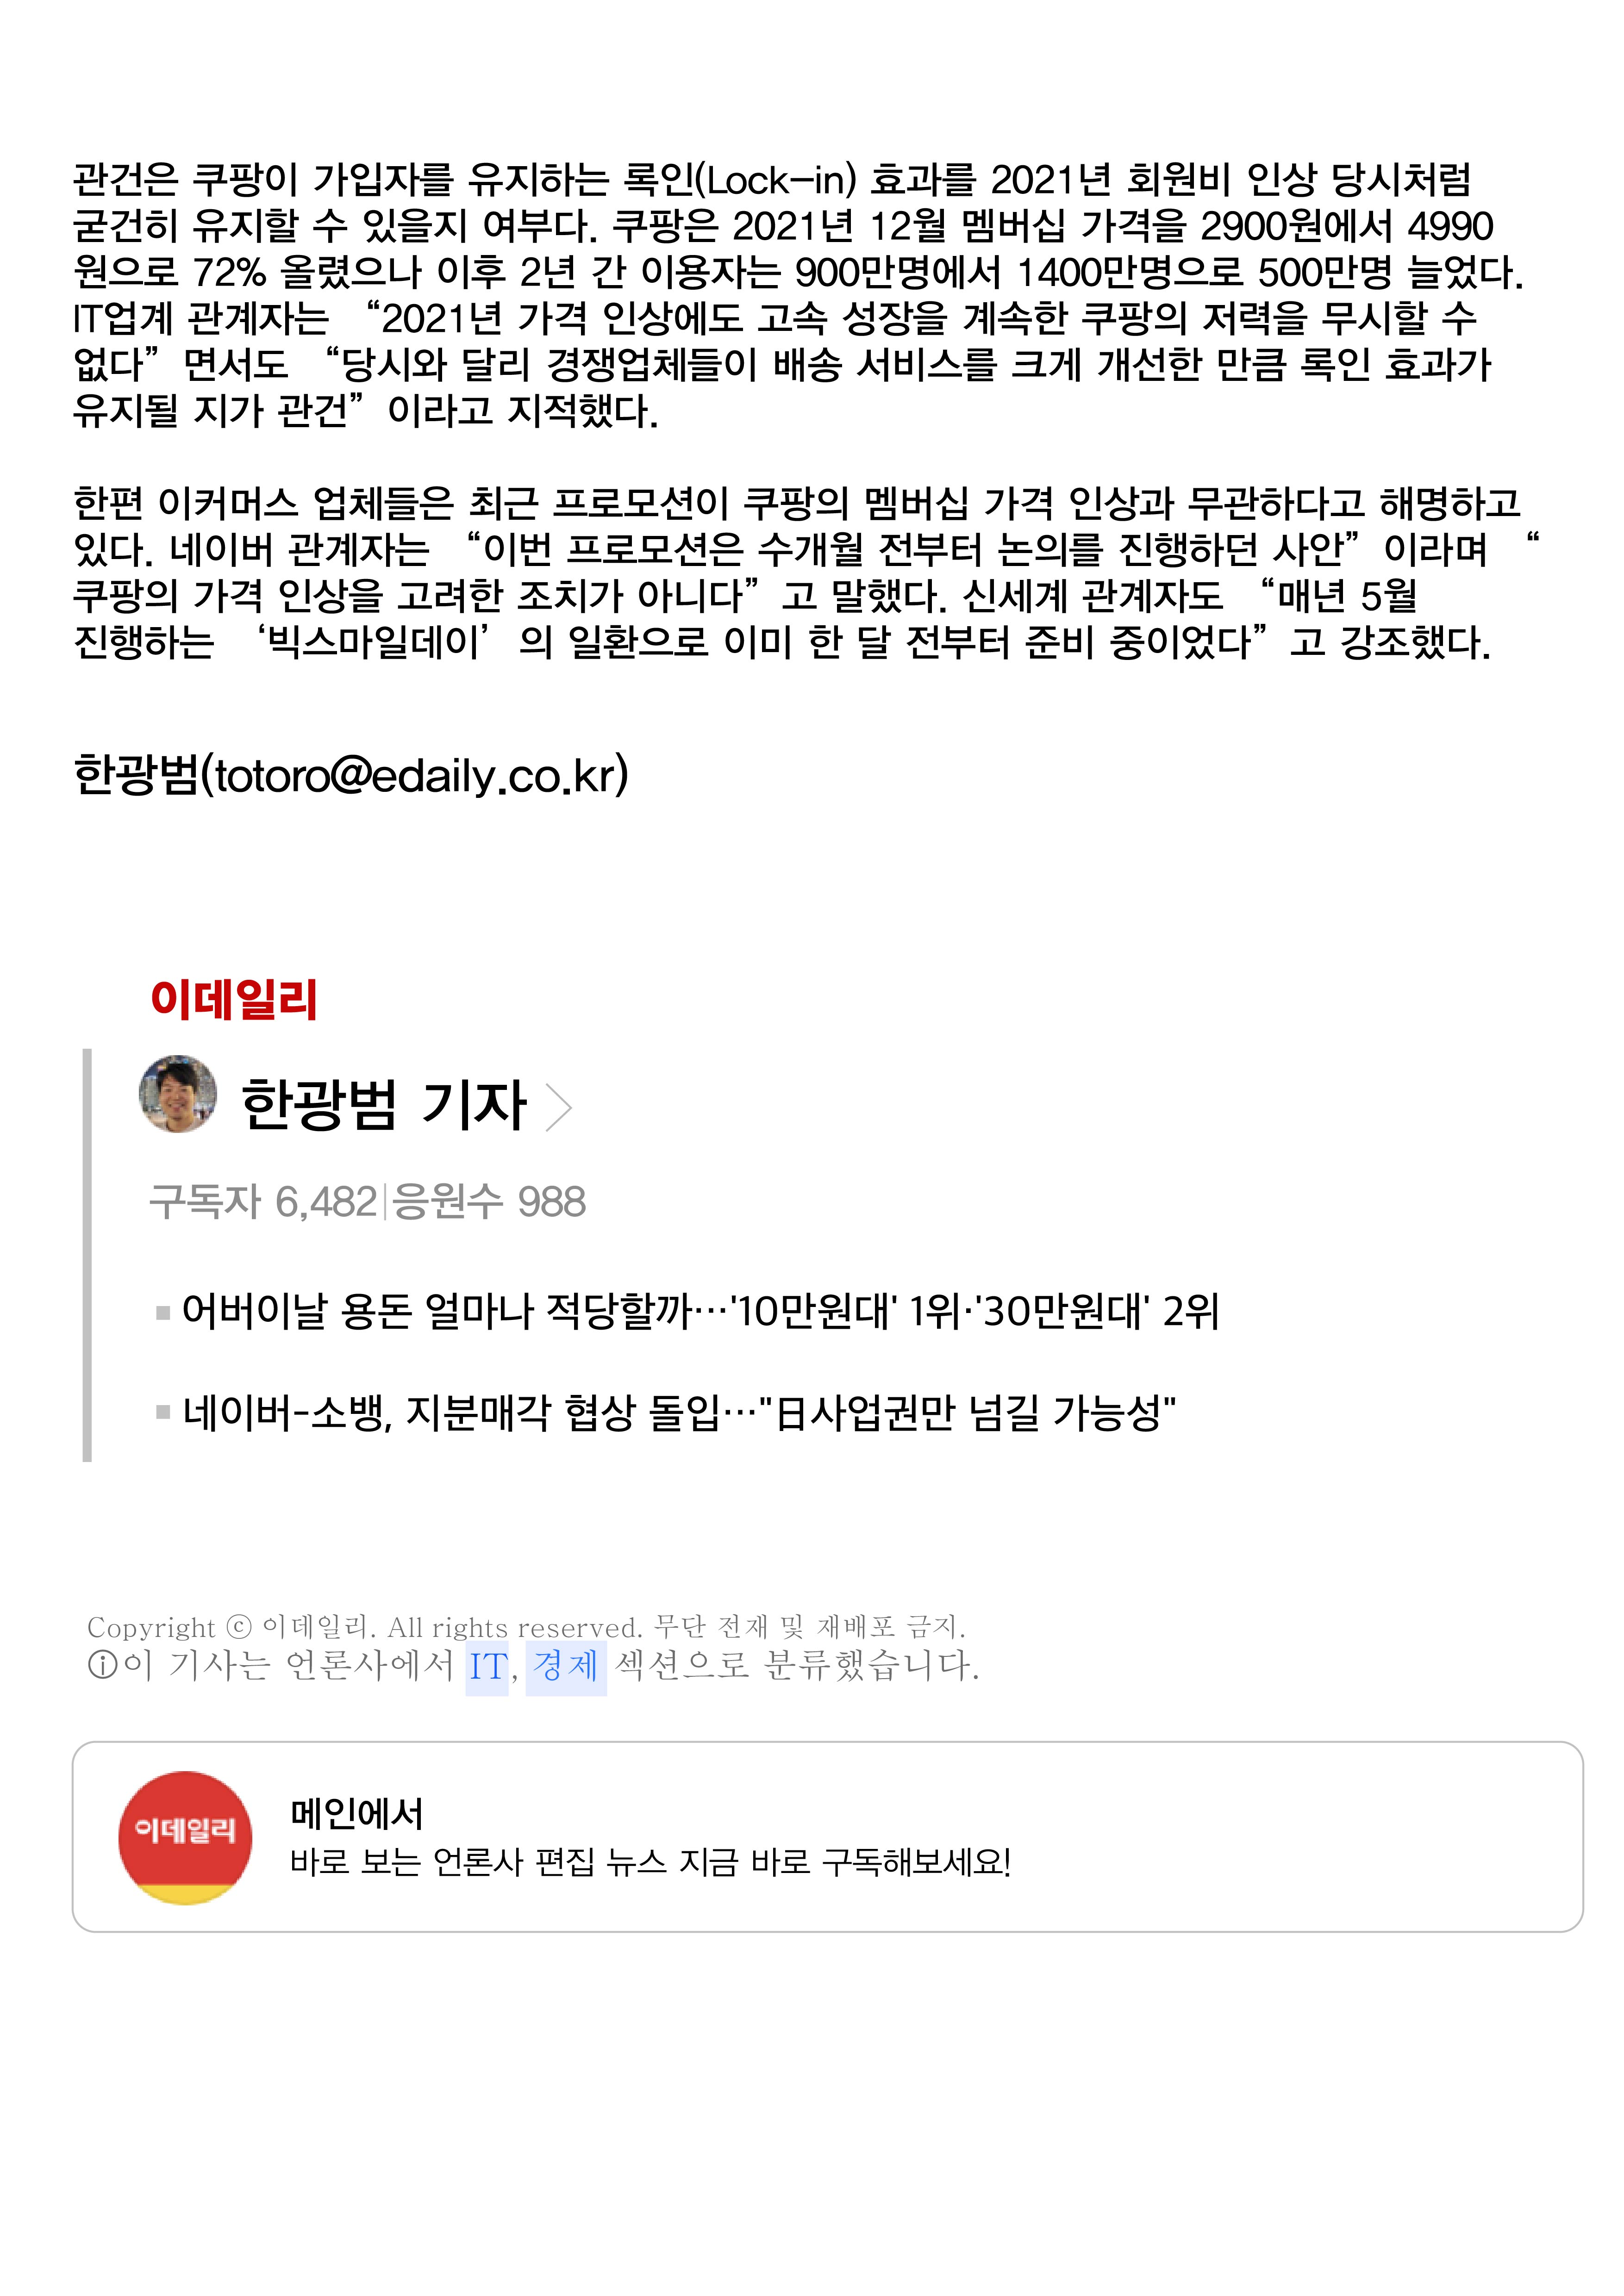 관건은 쿠팡이 가입자를 유지하는 록인(Lock-in) 효과를 2021년 회원비 인상 당시처럼
굳건히 유지할 수 있을지 여부다. 쿠팡은 2021년 12월 멤버십 가격을 2900원에서 4990
원으로 72% 올렸으나 이후 2년 간 이용자는 900만명에서 1400만명으로 500만명 늘었다.
IT업계 관계자는 “2021년 가격 인상에도 고속 성장을 계속한 쿠팡의 저력을 무시할 수
없다”면서도 “당시와 달리 경쟁업체들이 배송 서비스를 크게 개선한 만큼 록인 효과가
유지될 지가 관건”이라고 지적했다.
한편 이커머스 업체들은 최근 프로모션이 쿠팡의 멤버십 가격 인상과 무관하다고 해명하고
있다. 네이버 관계자는 “이번 프로모션은 수개월 전부터 논의를 진행하던 사안”이라며 “
쿠팡의 가격 인상을 고려한 조치가 아니다”고 말했다. 신세계 관계자도 “매년 5월
진행하는 ‘빅스마일데이’의 일환으로 이미 한 달 전부터 준비 중이었다”고 강조했다.
한광범(totoro@edaily.co.kr)
이데일리
한광범 기자
구독자 6,482|응원수 988
어버이날 용돈 얼마나 적당할까…'10만원대' 1위·'30만원대' 2위
네이버-소뱅, 지분매각 협상 돌입…"日사업권만 넘길 가능성"
Copyright ⓒ 이데일리. All rights reserved. 무단 전재 및 재배포 금지.
ⓘ이 기사는 언론사에서 IT, 경제 섹션으로 분류했습니다.
이데일리
메인에서
바로 보는 언론사 편집 뉴스 지금 바로 구독해보세요!